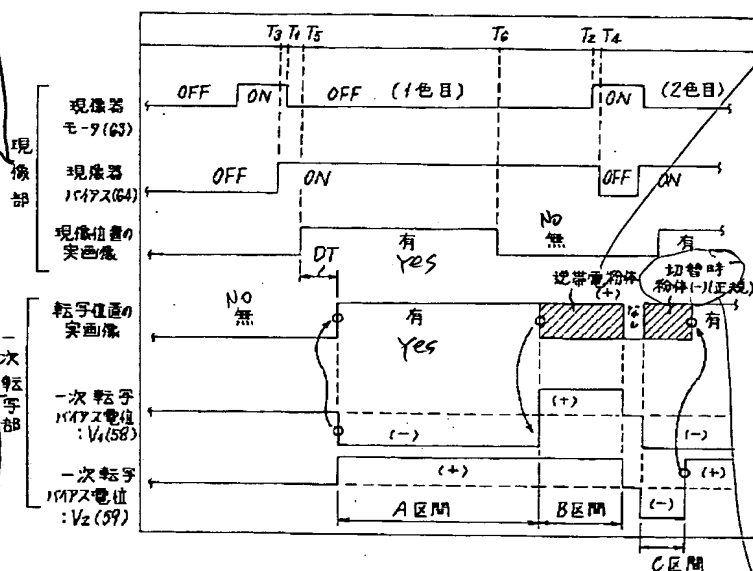 T₃ T₁ T₅ T₆ T₂ T₄
現像部
現像器
モータ(63)
OFF ON OFF (1色目) ON (2色目)
現像器
バイアス(64)
OFF ON OFF ON
現像位置の
実画像
DT
有
Yes
NO
無
有
一次転写部
転写位置の
実画像
NO
無
有
Yes
逆帯電粉体
(+)
なし
切替時
粉体(-)(正規)
有
一次転写
バイアス電位
:V₁(58)
(-) (+) (-)
一次転写
バイアス電位
:V₂(59)
(+) (-) (+)
A区間 B区間
C区間